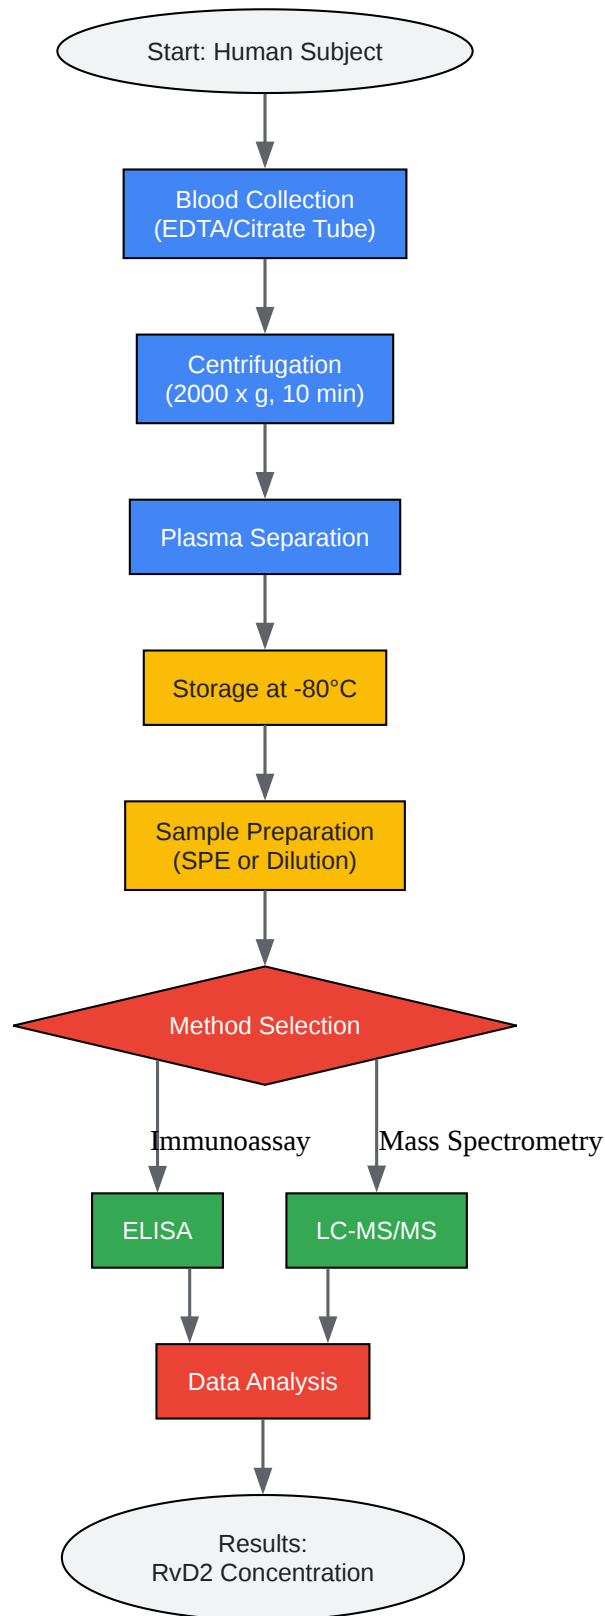 Start: Human Subject
Blood Collection
(EDTA/Citrate Tube)
Centrifugation
(2000 x g, 10 min)
Plasma Separation
Storage at -80°C
Sample Preparation
(SPE or Dilution)
Method Selection
Immunoassay
Mass Spectrometry
ELISA
LC-MS/MS
Data Analysis
Results:
RvD2 Concentration